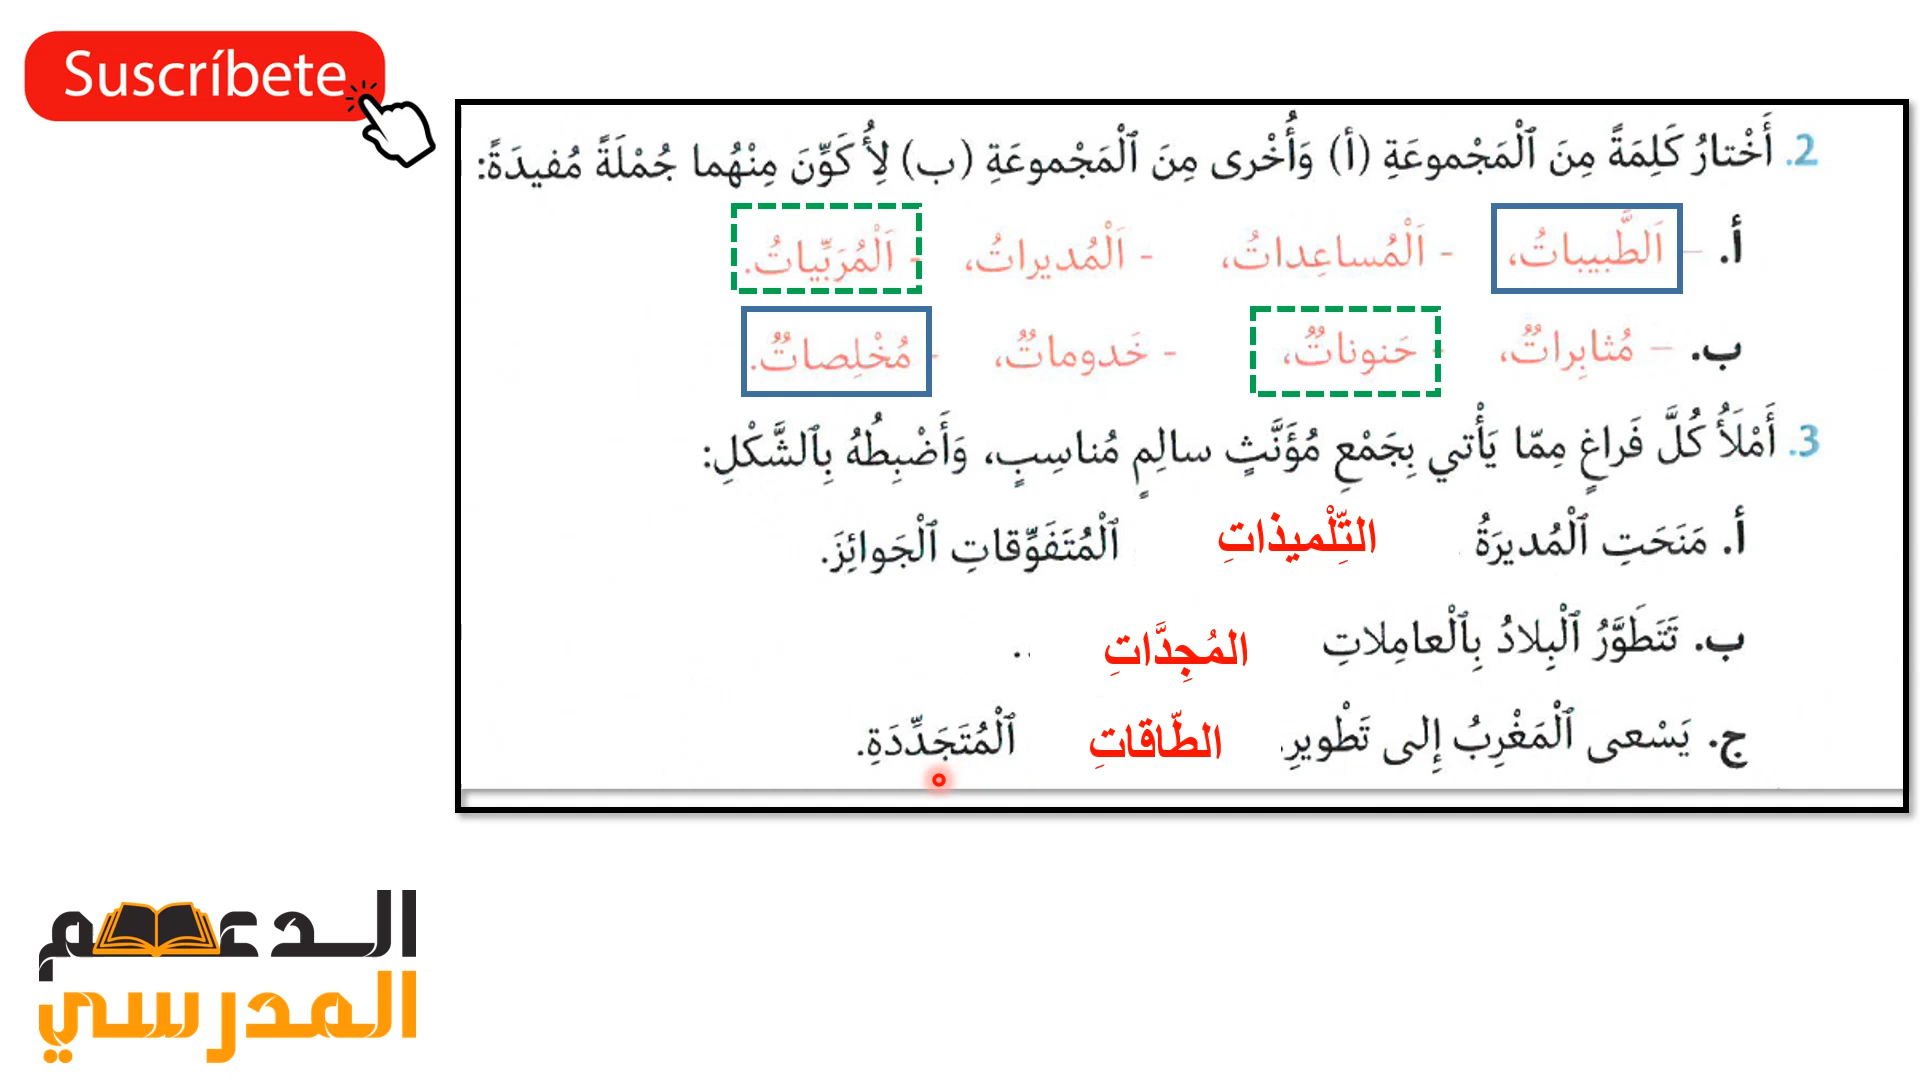 Suscríbete
2. أَخْتارُ كَلِمَةً مِنَ ٱلْمَجْموعَةِ (أ) وَأُخْرى مِنَ ٱلْمَجْموعَةِ (ب) لِأُكَوِّنَ مِنْهُما جُمْلَةً مُفيدَةً:
أ. – اَلطَّبيباتُ، - اَلْمُساعِداتُ، - اَلْمُديراتُ، - اَلْمُرَبِّياتُ.
ب. – مُثابِراتٌ، - حَنوناتٌ، - خَدوماتٌ، - مُخْلِصاتٌ.
3. أَمْلَأُ كُلَّ فَراغٍ مِمّا يَأْتي بِجَمْعِ مُؤَنَّثٍ سالِمٍ مُناسِبٍ، وَأَضْبِطُهُ بِٱلشَّكْلِ:
أ. مَنَحَتِ ٱلْمُديرَةُ التِّلْميذاتِ ٱلْمُتَفَوِّقاتِ ٱلْجَوائِزَ.
ب. تَتَطَوَّرُ ٱلْبِلادُ بِٱلْعامِلاتِ المُجِدَّاتِ .
ج. يَسْعى ٱلْمَغْرِبُ إِلى تَطْويرِ الطّاقاتِ ٱلْمُتَجَدِّدَةِ.
الـدعـم
المدرسي